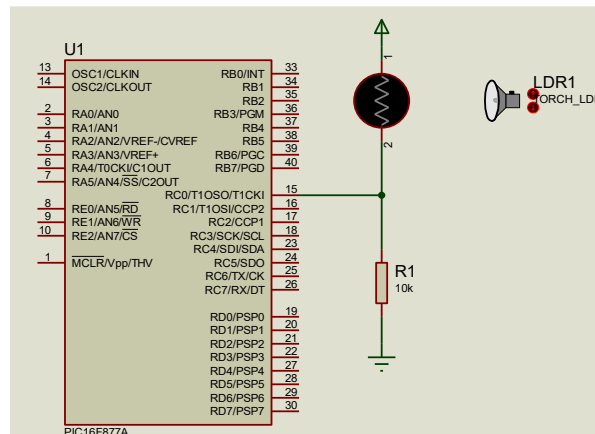 U1
13 OSC1/CLKIN RB0/INT 33
14 OSC2/CLKOUT RB1 34
RB2 35
2 RA0/AN0 RB3/PGM 36
3 RA1/AN1 RB4 37
4 RA2/AN2/VREF-/CVREF RB5 38
5 RA3/AN3/VREF+ RB6/PGC 39
6 RA4/T0CKI/C1OUT RB7/PGD 40
7 RA5/AN4/SS/C2OUT
RC0/T1OSO/T1CKI 15
8 RE0/AN5/RD RC1/T1OSI/CCP2 16
9 RE1/AN6/WR RC2/CCP1 17
10 RE2/AN7/CS RC3/SCK/SCL 18
RC4/SDI/SDA 23
1 MCLR/Vpp/THV RC5/SDO 24
RC6/TX/CK 25
RC7/RX/DT 26
RD0/PSP0 19
RD1/PSP1 20
RD2/PSP2 21
RD3/PSP3 22
RD4/PSP4 27
RD5/PSP5 28
RD6/PSP6 29
RD7/PSP7 30
PIC16F877A
1
2
LDR1
TORCH_LD
R1
10k